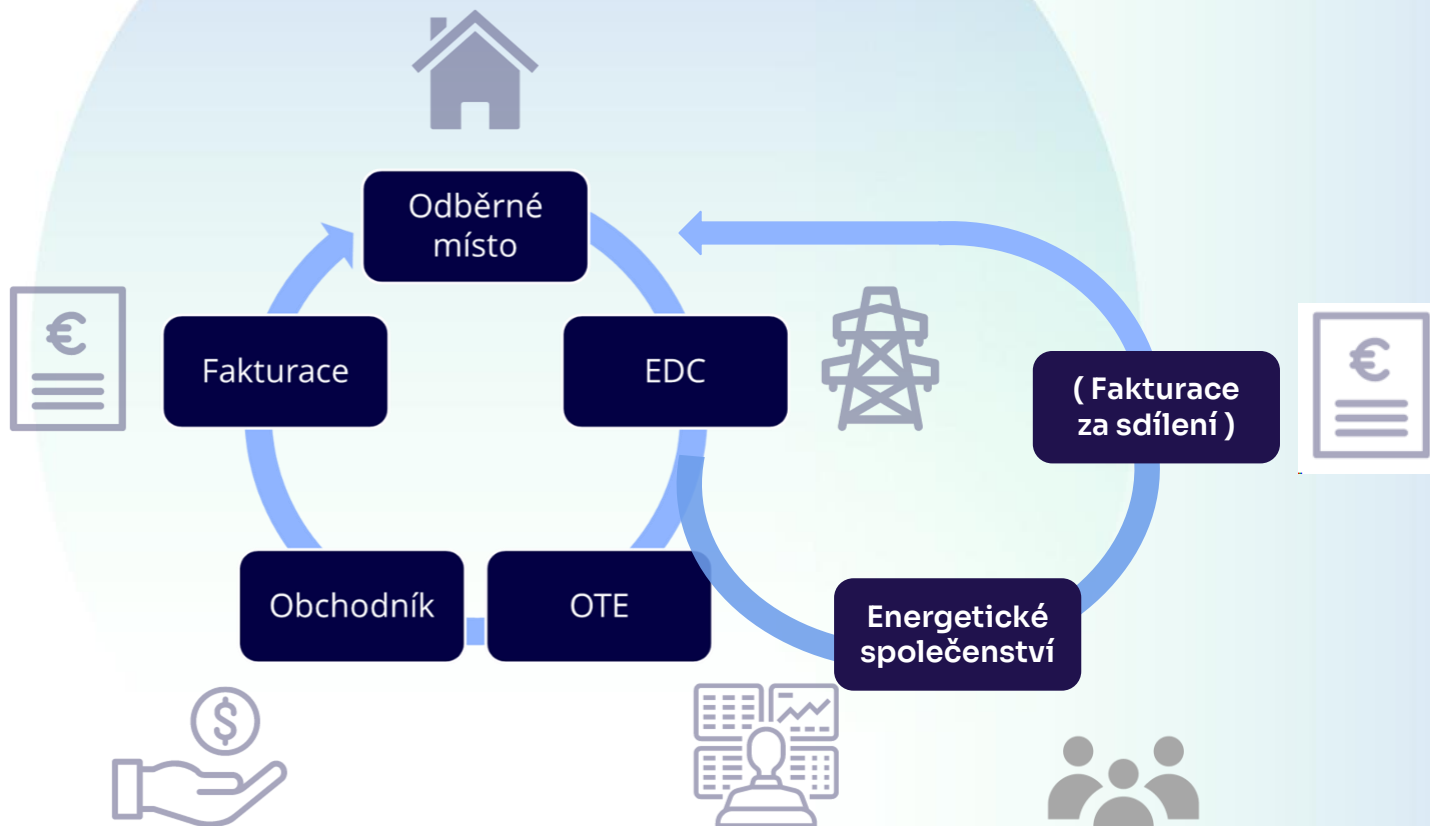 Odběrné
místo
€
Fakturace
EDC
( Fakturace
za sdílení )
€
Obchodník
OTE
Energetické
společenství
$